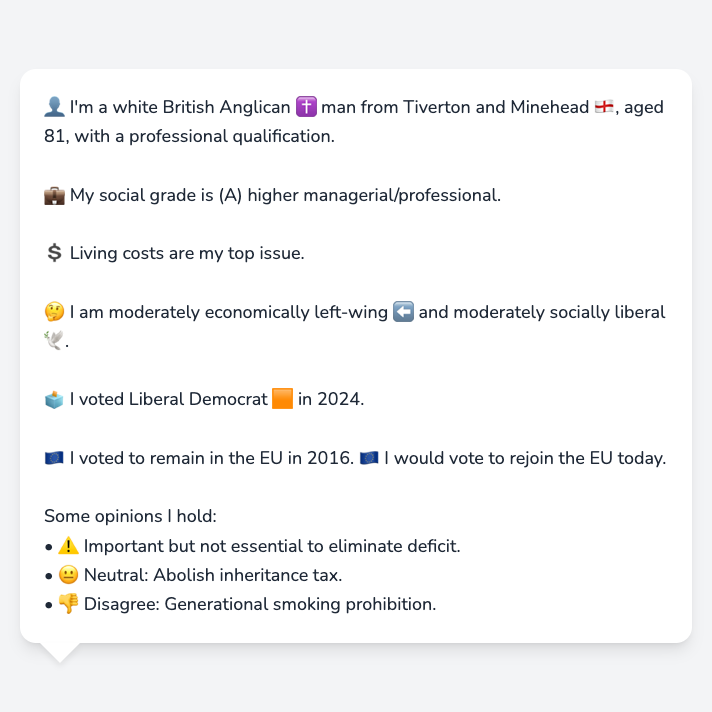 👤 I'm a white British Anglican ✝️ man from Tiverton and Minehead 🏴󠁧󠁢󠁥󠁮󠁧󠁿, aged
81, with a professional qualification.
💼 My social grade is (A) higher managerial/professional.
💲 Living costs are my top issue.
🤔 I am moderately economically left-wing ⬅️ and moderately socially liberal
🕊️.
🗳️ I voted Liberal Democrat 🟧 in 2024.
🇪🇺 I voted to remain in the EU in 2016. 🇪🇺 I would vote to rejoin the EU today.
Some opinions I hold:
• ⚠️ Important but not essential to eliminate deficit.
• 😐 Neutral: Abolish inheritance tax.
• 👎 Disagree: Generational smoking prohibition.